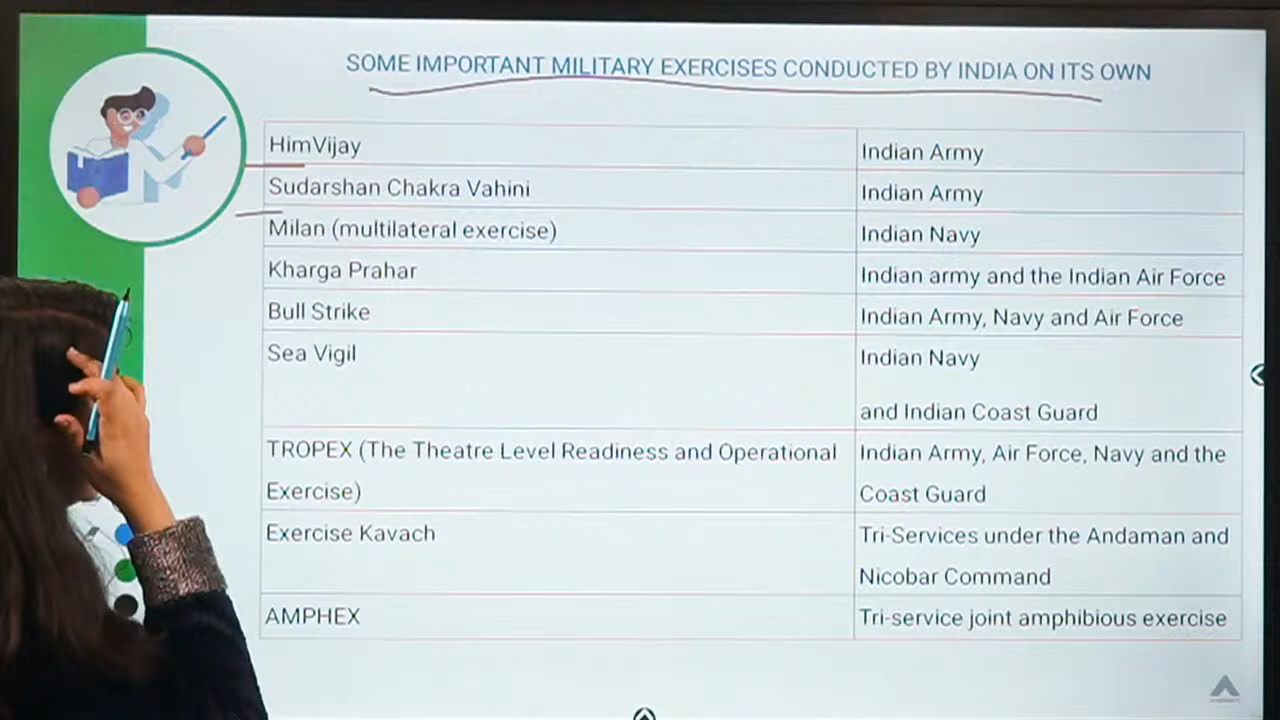 SOME IMPORTANT MILITARY EXERCISES CONDUCTED BY INDIA ON ITS OWN
HimVijay
Indian Army
Sudarshan Chakra Vahini
Indian Army
Milan (multilateral exercise)
Indian Navy
Kharga Prahar
Indian army and the Indian Air Force
Bull Strike
Indian Army, Navy and Air Force
Sea Vigil
Indian Navy
and Indian Coast Guard
TROPEX (The Theatre Level Readiness and Operational
Exercise)
Indian Army, Air Force, Navy and the
Coast Guard
Exercise Kavach
Tri-Services under the Andaman and
Nicobar Command
AMPHEX
Tri-service joint amphibious exercise